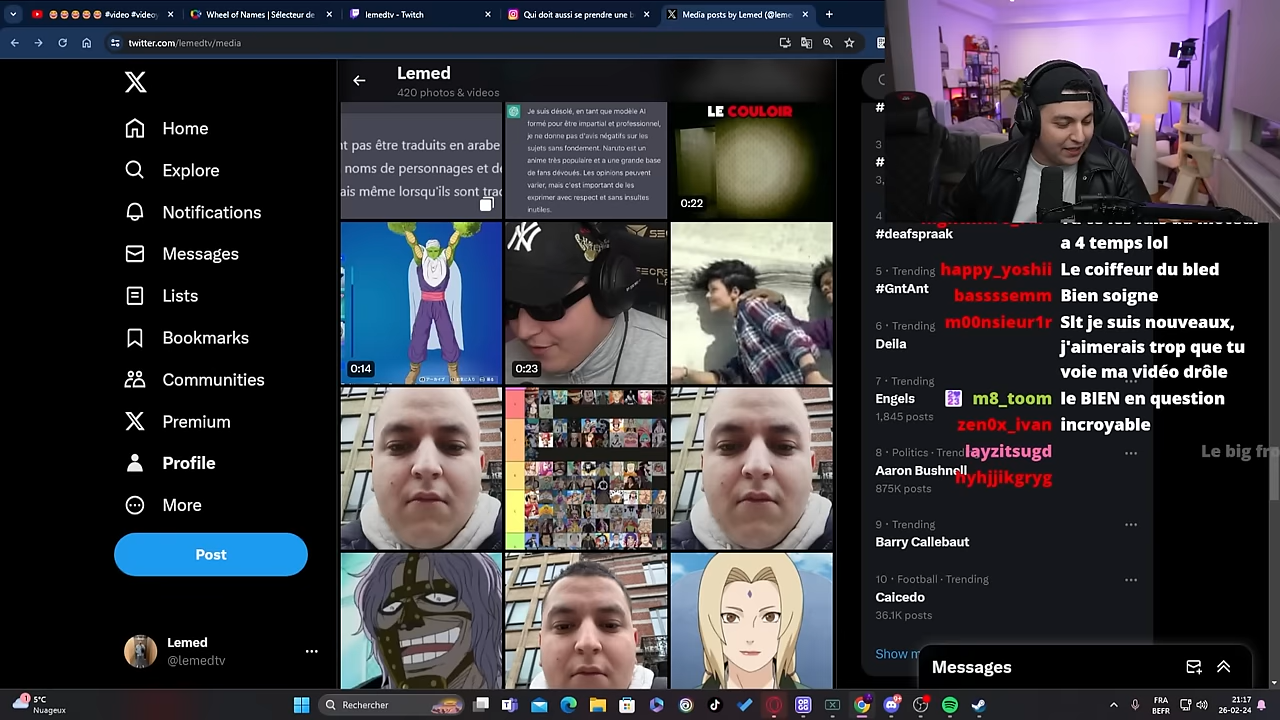 lemedtv - Twitch
Qui doit aussi se prendre une b
Media posts by Lemed (@leme
#video #video
Wheel of Names | Sélecteur de
twitter.com/lemedtv/media
Lemed
420 photos & videos
Home
Explore
Notifications
Messages
Lists
Bookmarks
Communities
Premium
Profile
More
Post
Lemed
@lemedtv
t pas être traduits en arabe
noms de personnages et de
ais même lorsqu'ils sont trad
Je suis désolé, en tant que modèle AI
formé pour être impartial et professionnel,
je ne donne pas d'avis négatifs sur les
sujets sans fondement. Naruto est un
anime très populaire et a une grande base
de fans dévoués. Les opinions peuvent
varier, mais c'est important de les
exprimer avec respect et sans insultes
inutiles.
LE COULOIR
0:22
0:14
0:23
#deafspraak
5 · Trending
#GntAnt
6 · Trending
Della
7 · Trending
Engels
1,845 posts
8 · Politics · Trend
Aaron Bushnell
875K posts
9 · Trending
Barry Callebaut
10 · Football · Trending
Caicedo
36.1K posts
Show m
a 4 temps lol
happy_yoshii Le coiffeur du bled
bassssemm Bien soigne
m00nsieur1r Slt je suis nouveaux,
j'aimerais trop que tu
voie ma vidéo drôle
m8_toom le BIEN en question
zen0x_ivan incroyable
layzitsugd
hyhjjikgryg
Le big fr
Messages
5°C
Nuageux
Rechercher
FRA
BEFR
21:17
26-02-24